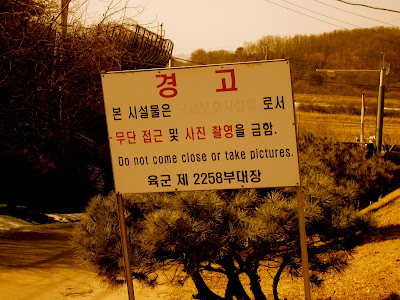 경 고
본 시설물은 로서
무단 접근 및 사진 촬영을 금함.
Do not come close or take pictures.
육군 제 2258부대장